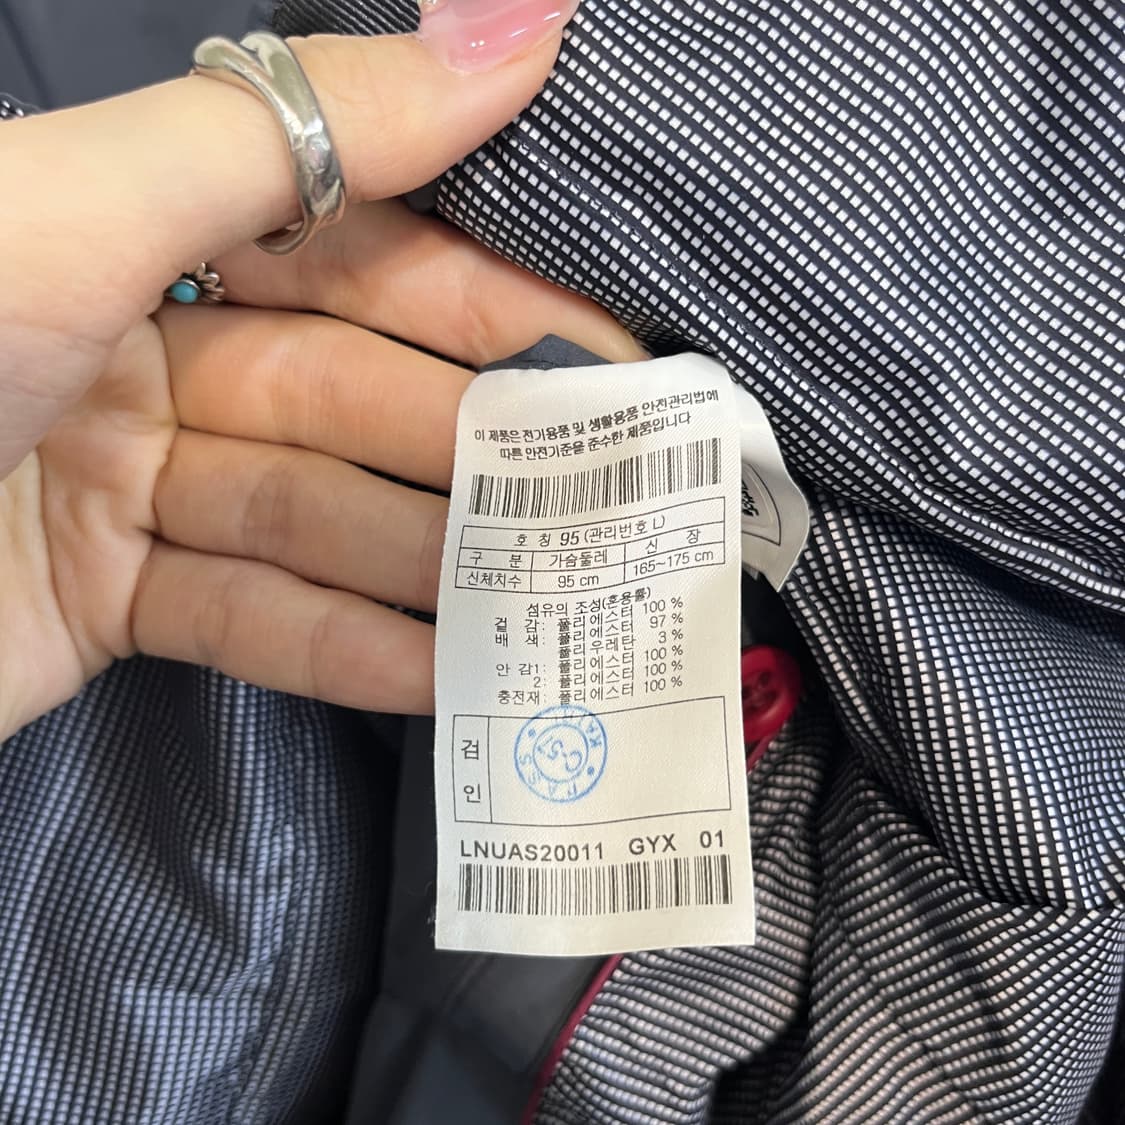 이 제품은 전기용품 및 생활용품 안전관리법에
따른 안전기준을 준수한 제품입니다
호 칭 95 (관리번호 L)
구 분 가슴둘레 신 장
신체치수 95 cm 165~175 cm
섬유의 조성(혼용률)
겉 감: 폴리에스터 100 %
배 색: 폴리에스터 97 %
폴리우레탄 3 %
안 감1: 폴리에스터 100 %
2: 폴리에스터 100 %
충전재: 폴리에스터 100 %
검
인
C-57
LNUAS20011 GYX 01